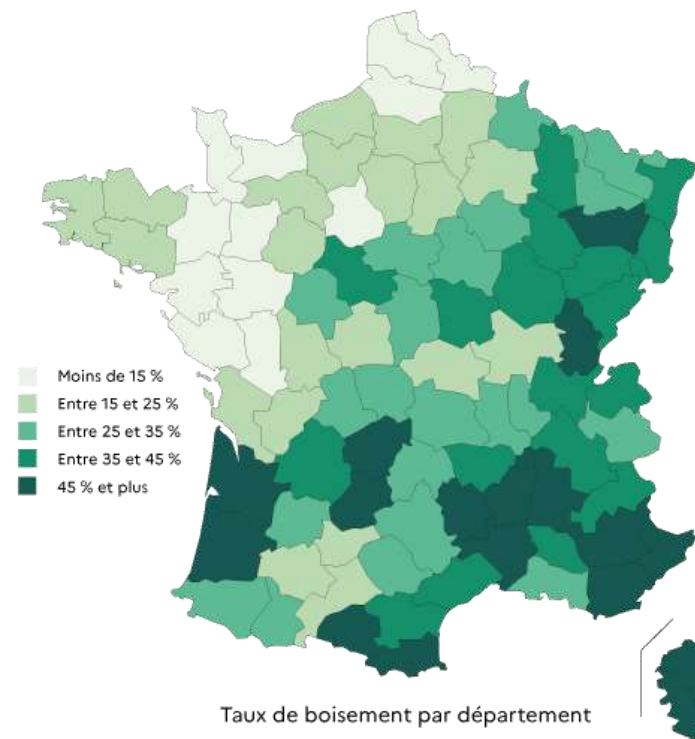 Moins de 15 %
Entre 15 et 25 %
Entre 25 et 35 %
Entre 35 et 45 %
45 % et plus
Taux de boisement par département